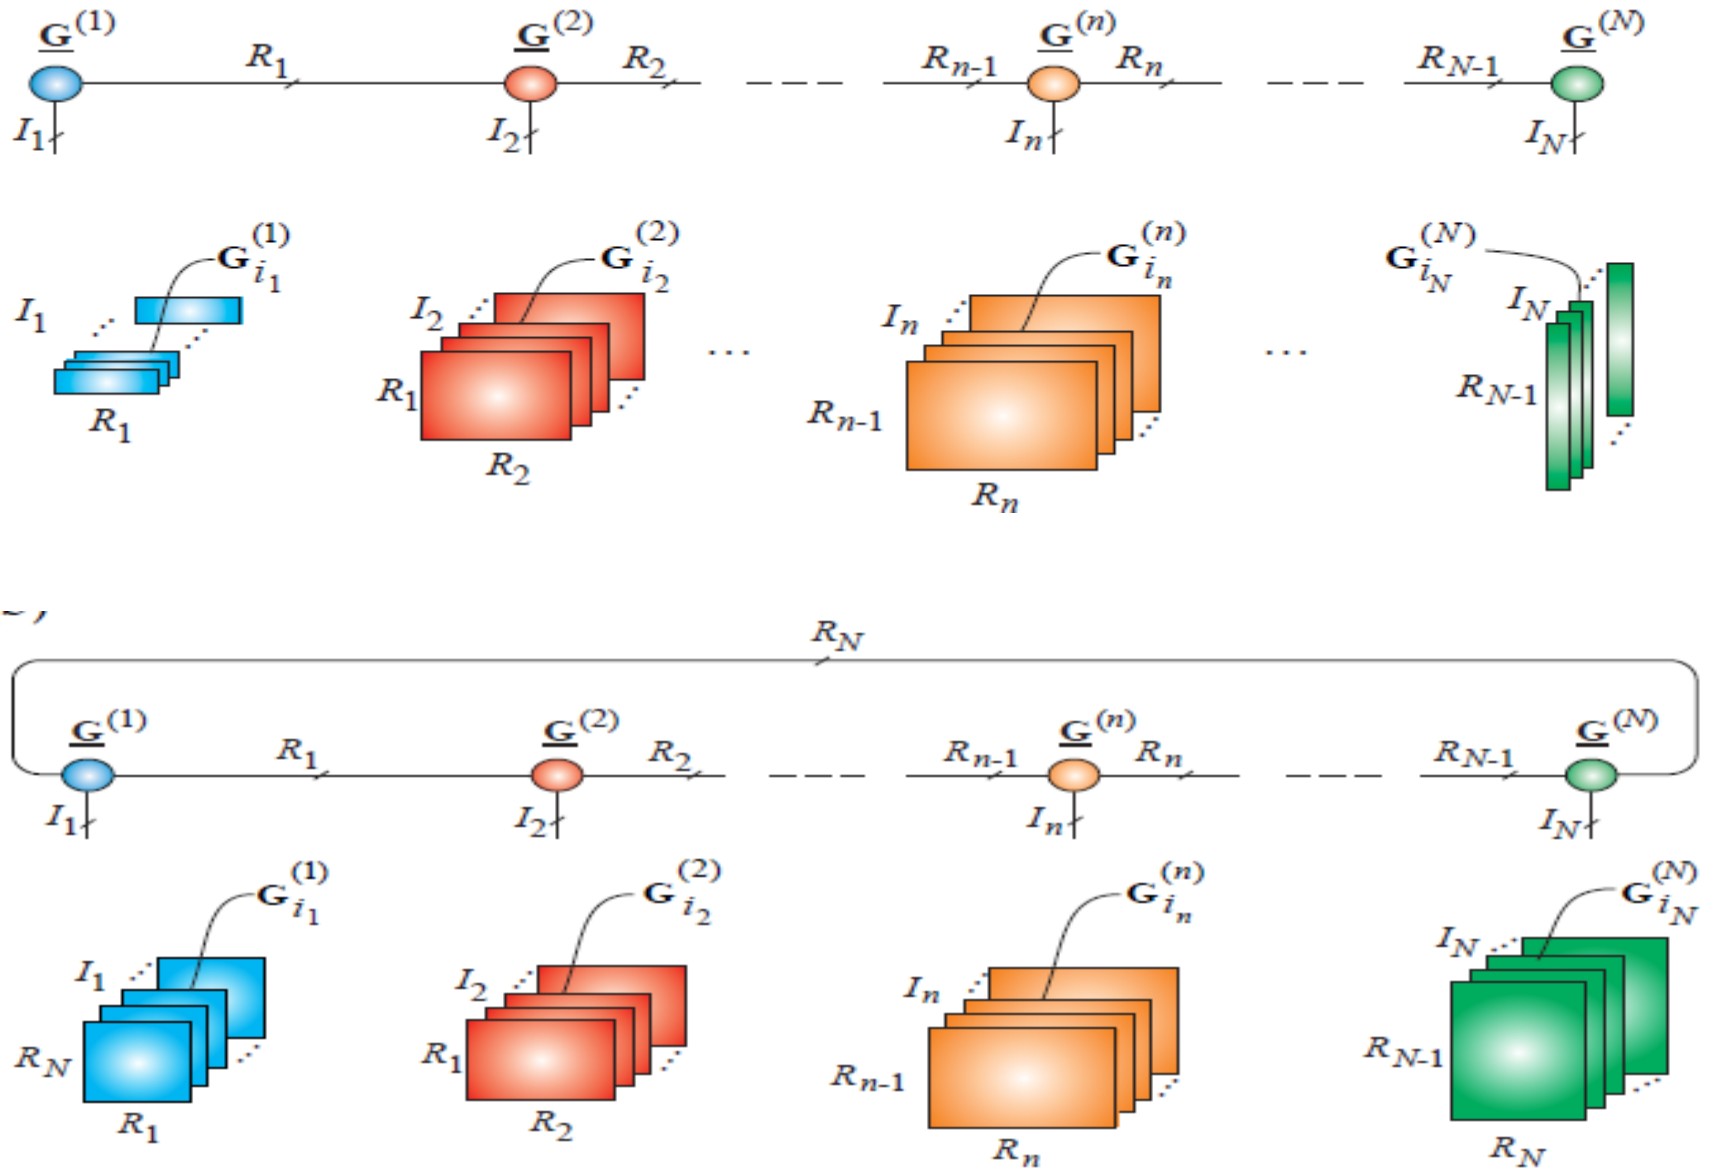 G(1) G(2) G(n) G(N)
R1 R2 Rn-1 Rn RN-1
I1 I2 In IN
G(1)i1 G(2)i2 G(n)in G(N)iN
I1 I2 In IN
... ...
R1 Rn-1 RN-1
R1 R2 Rn
RN
G(1) G(2) G(n) G(N)
R1 R2 Rn-1 Rn RN-1
I1 I2 In IN
G(1)i1 G(2)i2 G(n)in G(N)iN
I1 I2 In IN
RN R1 Rn-1 RN-1
R1 R2 Rn RN